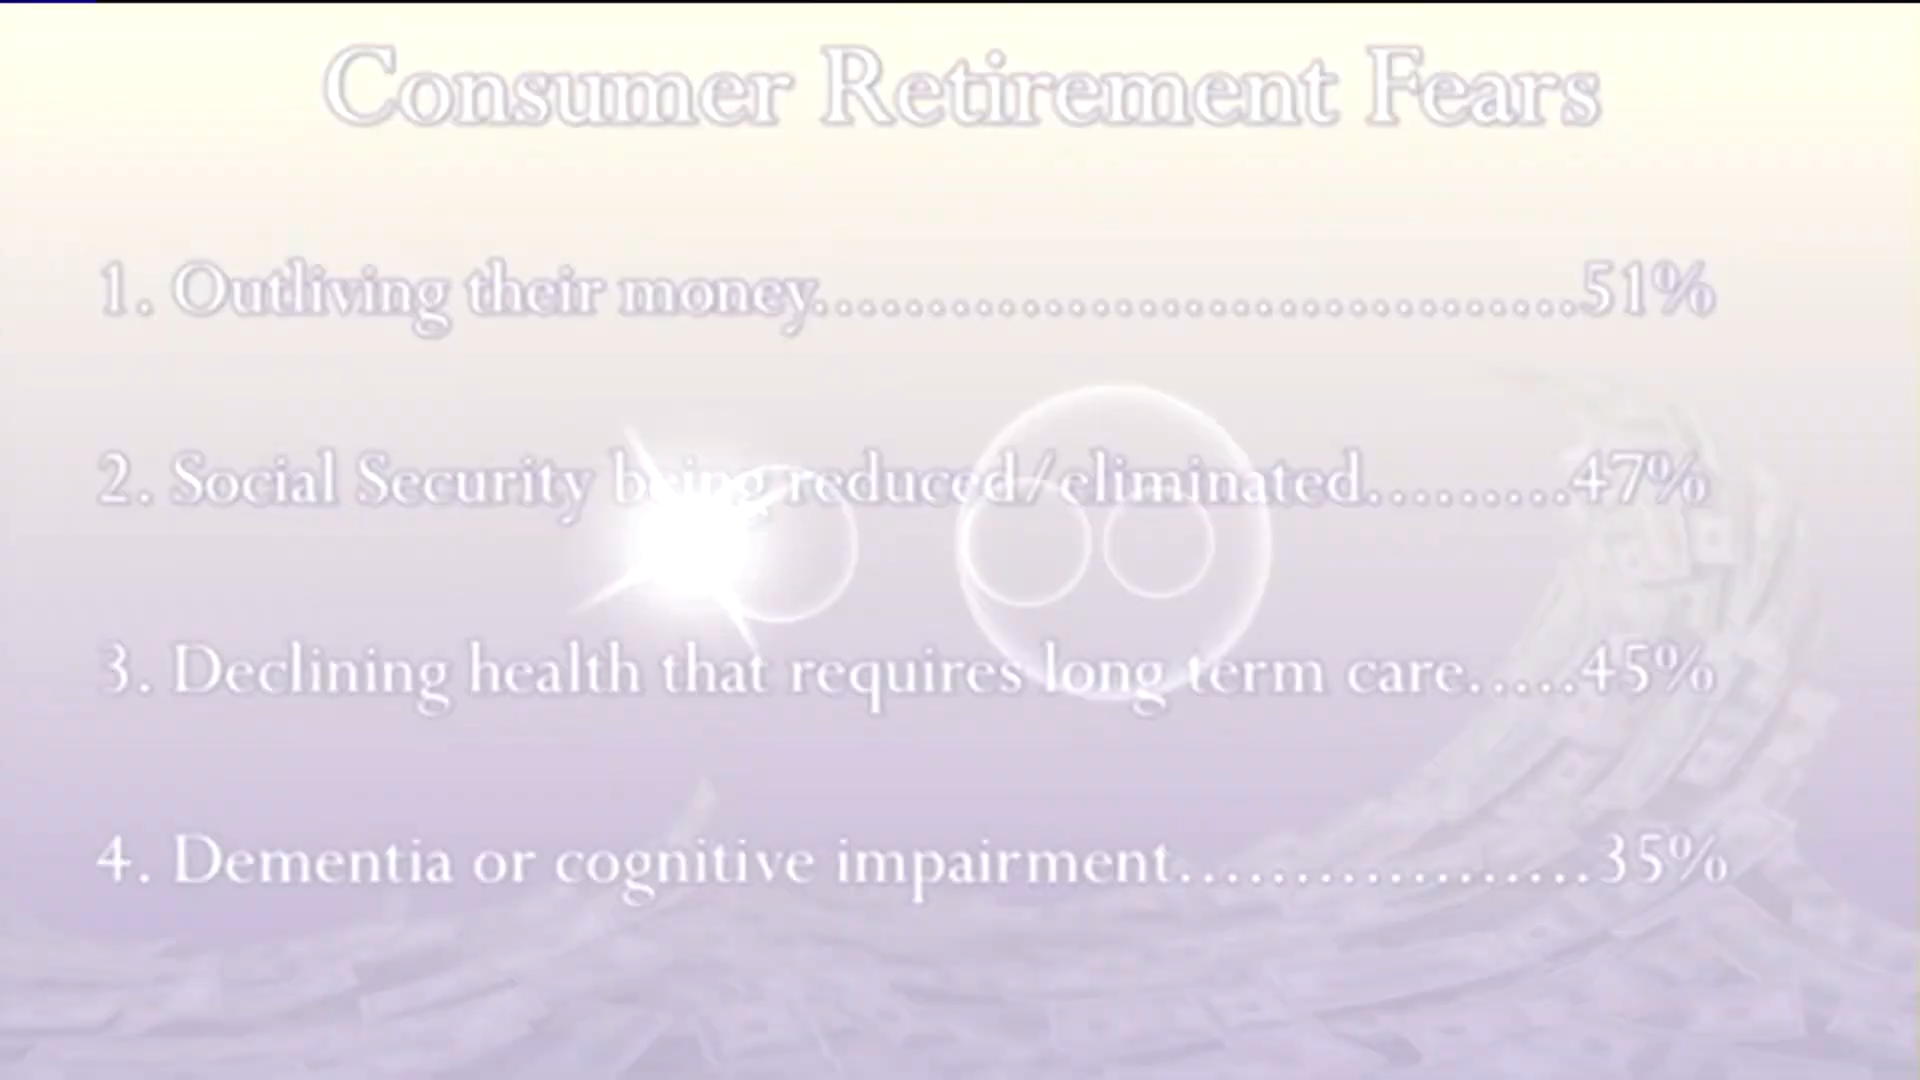 Consumer Retirement Fears
1. Outliving their money.................................51%
2. Social Security being reduced/eliminated.........47%
3. Declining health that requires long term care.....45%
4. Dementia or cognitive impairment..................35%